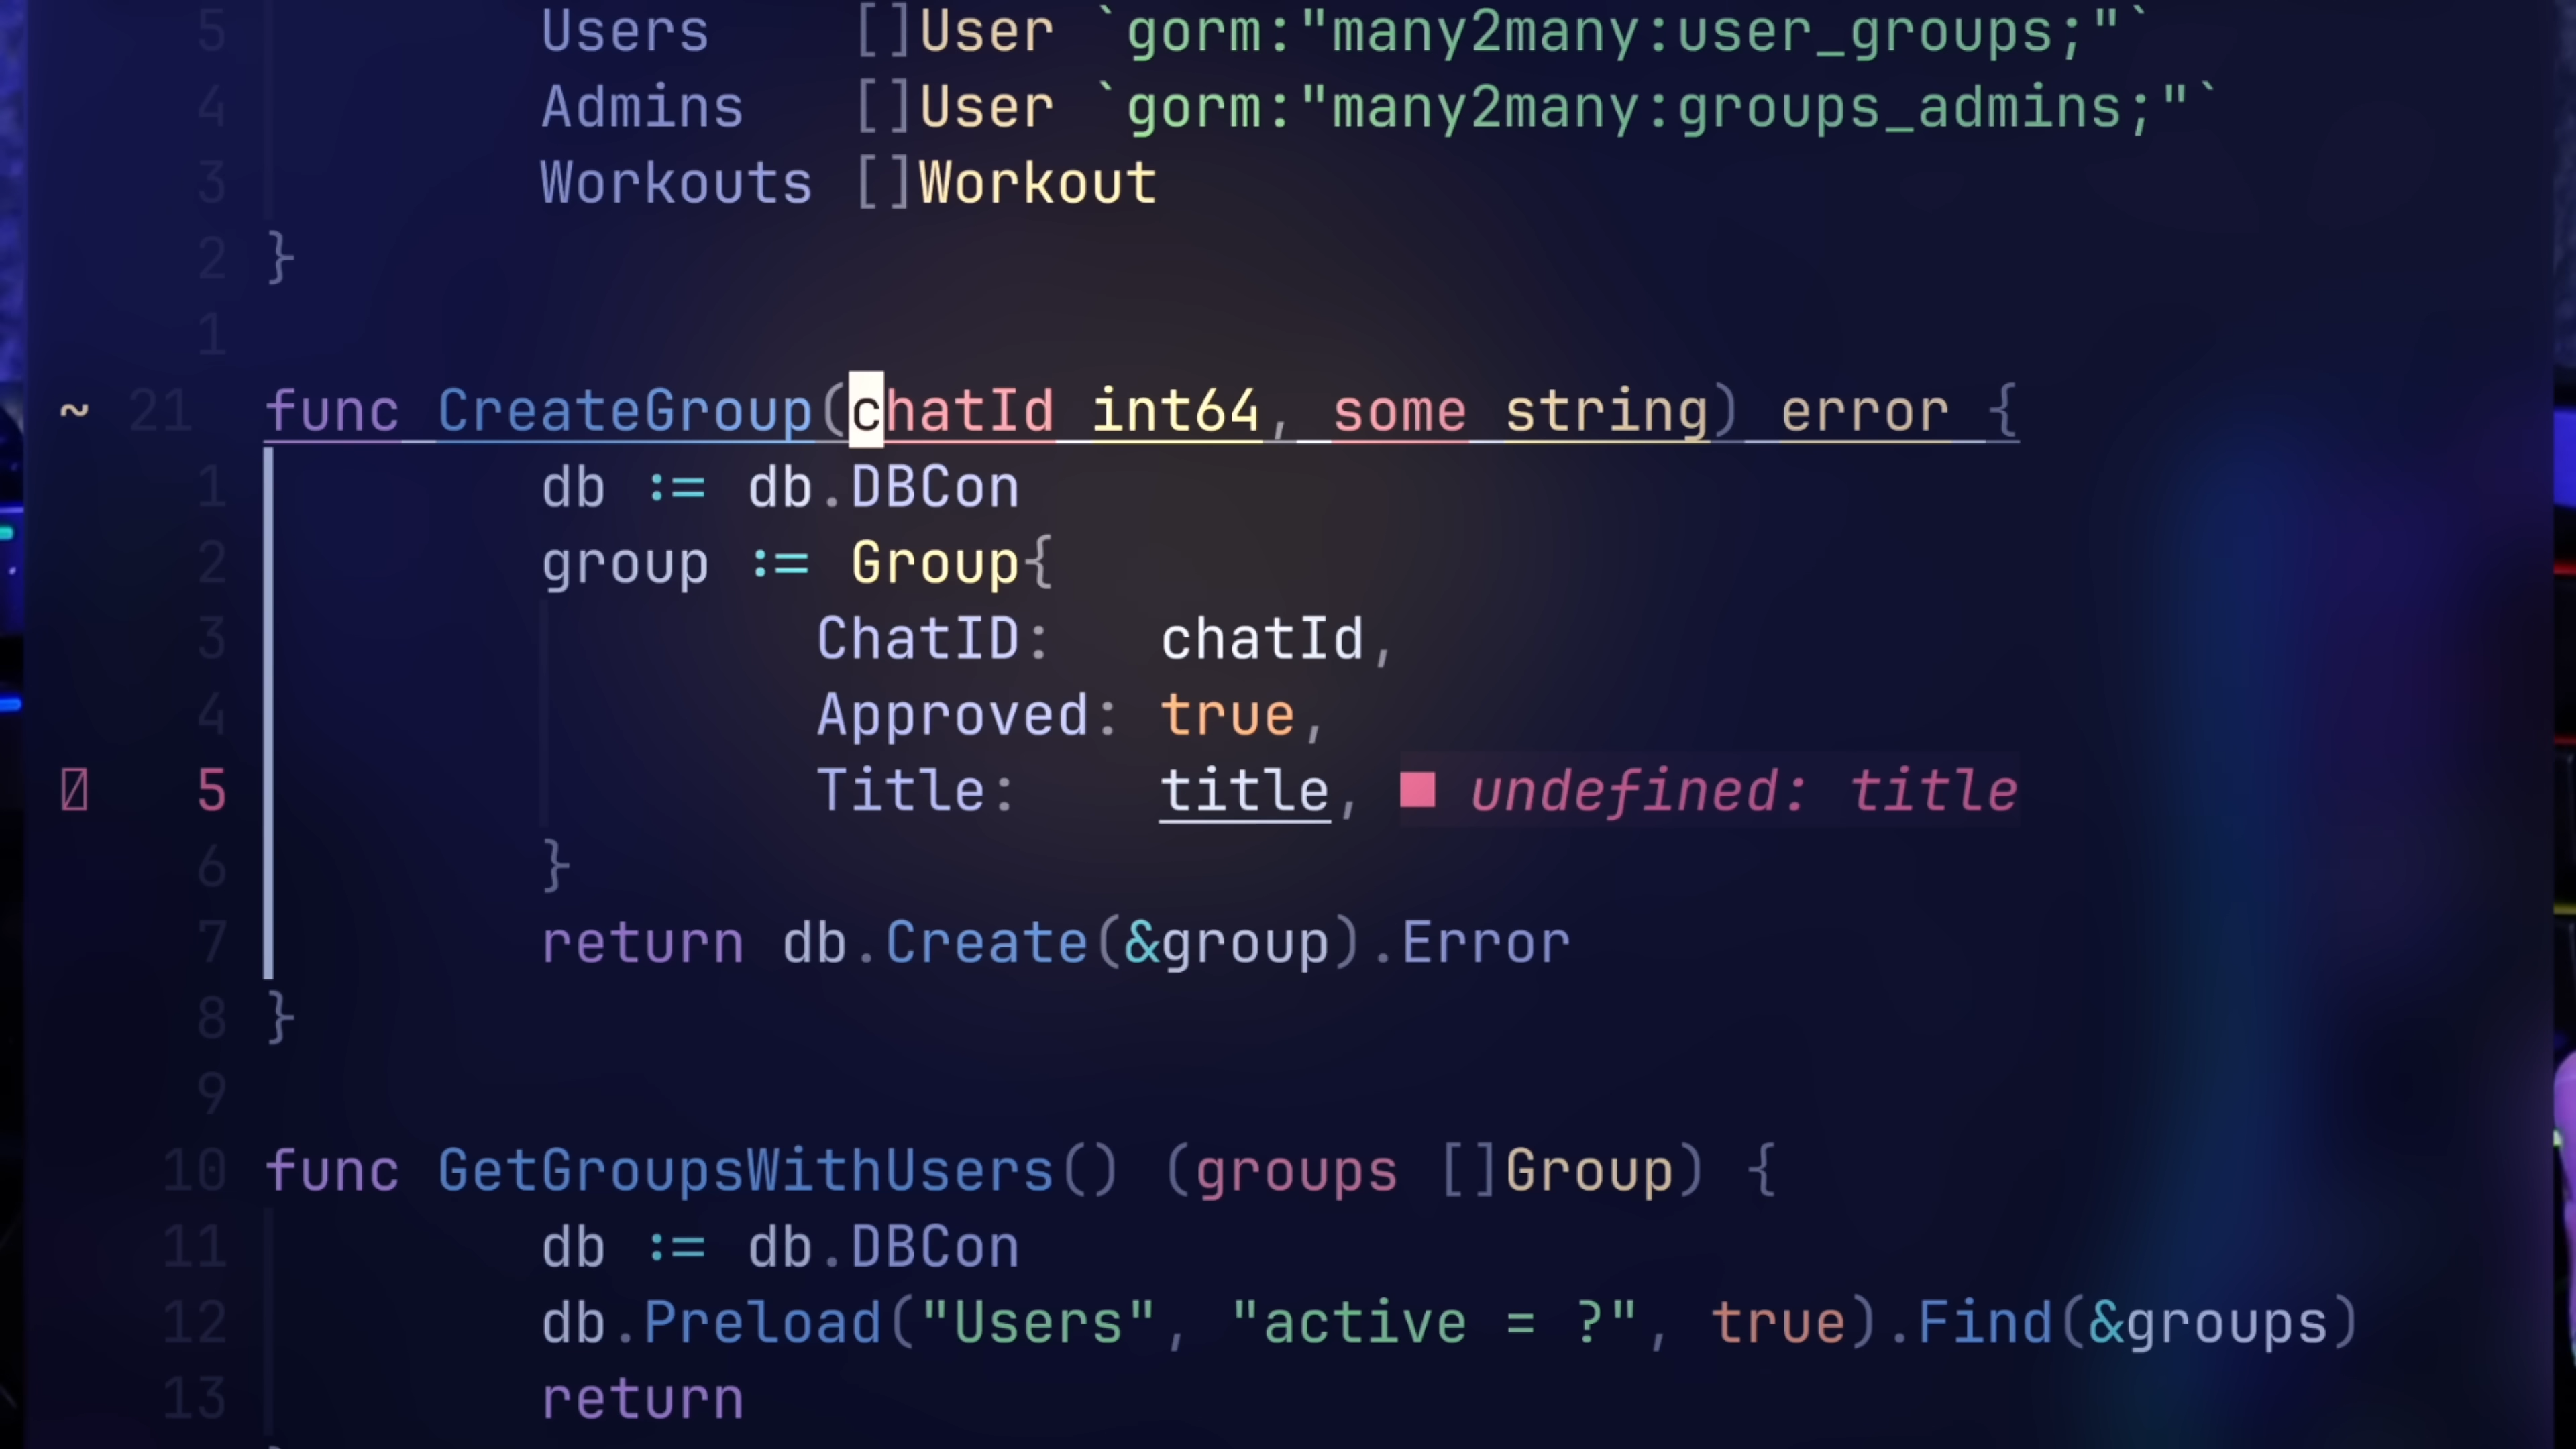 5 Users []User `gorm:"many2many:user_groups;"`
4 Admins []User `gorm:"many2many:groups_admins;"`
3 Workouts []Workout
2 }
1
~ 21 func CreateGroup(chatId int64, some string) error {
1 db := db.DBCon
2 group := Group{
3 ChatID: chatId,
4 Approved: true,
5 Title: title, ■ undefined: title
6 }
7 return db.Create(&group).Error
8 }
9
10 func GetGroupsWithUsers() (groups []Group) {
11 db := db.DBCon
12 db.Preload("Users", "active = ?", true).Find(&groups)
13 return